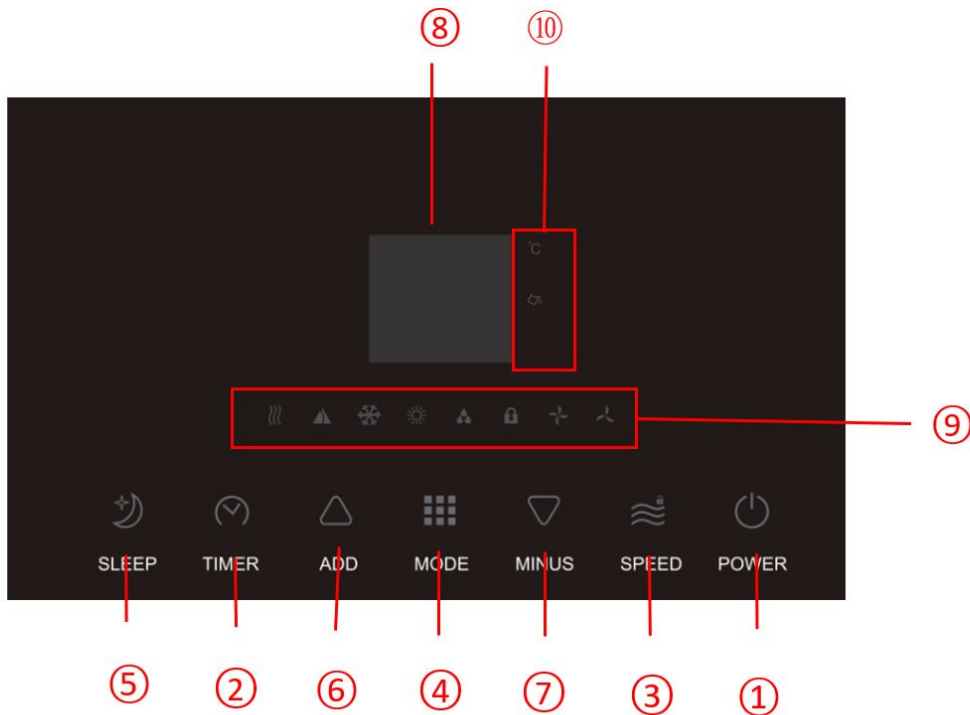 ⑧ ⑩
℃
⑨
SLEEP TIMER ADD MODE MINUS SPEED POWER
⑤ ② ⑥ ④ ⑦ ③ ①